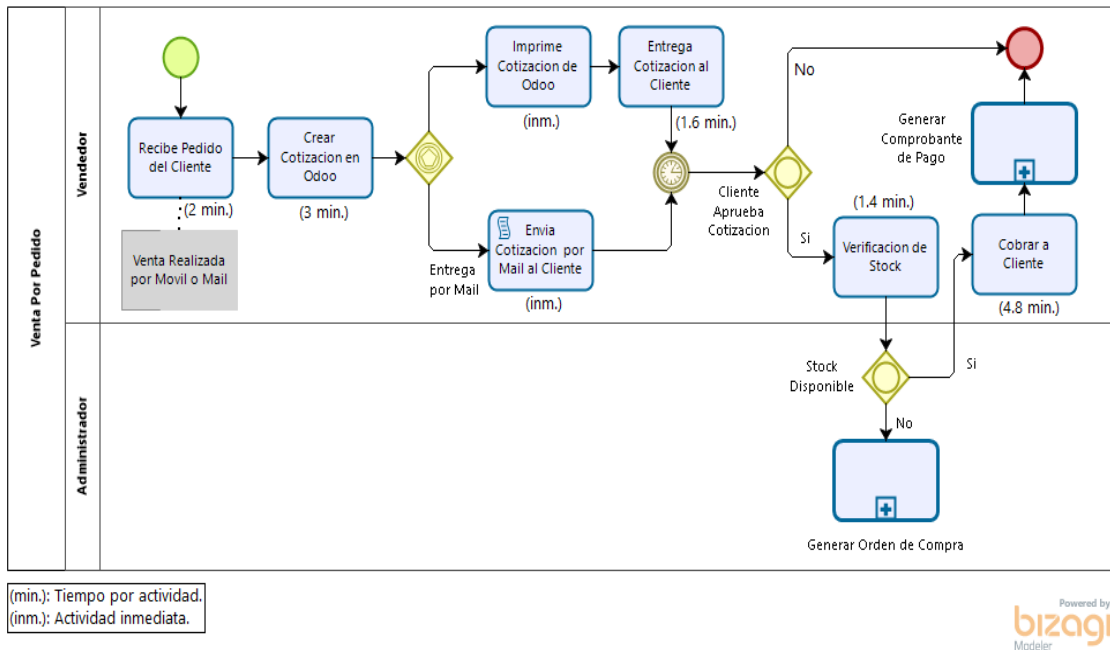 Venta Por Pedido
Vendedor
Recibe Pedido
del Cliente
(2 min.)
Venta Realizada
por Movil o Mail
Crear
Cotizacion en
Odoo
(3 min.)
Imprime
Cotizacion de
Odoo
(inm.)
Entrega
Cotizacion al
Cliente
(1.6 min.)
Entrega
por Mail
Envia
Cotizacion por
Mail al Cliente
(inm.)
Cliente
Aprueba
Cotizacion
No
Si
(1.4 min.)
Verificacion de
Stock
Generar
Comprobante
de Pago
Cobrar a
Cliente
(4.8 min.)
Administrador
Stock
Disponible
Si
No
Generar Orden de Compra
(min.): Tiempo por actividad.
(inm.): Actividad inmediata.
Powered by
bizagi
Modeler